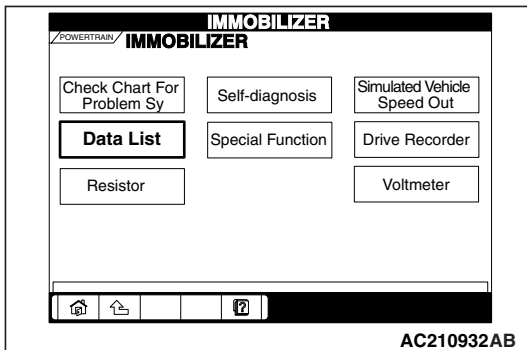 IMMOBILIZER
POWERTRAIN
IMMOBILIZER
Check Chart For
Problem Sy
Self-diagnosis
Simulated Vehicle
Speed Out
Data List
Special Function
Drive Recorder
Resistor
Voltmeter
?
AC210932AB